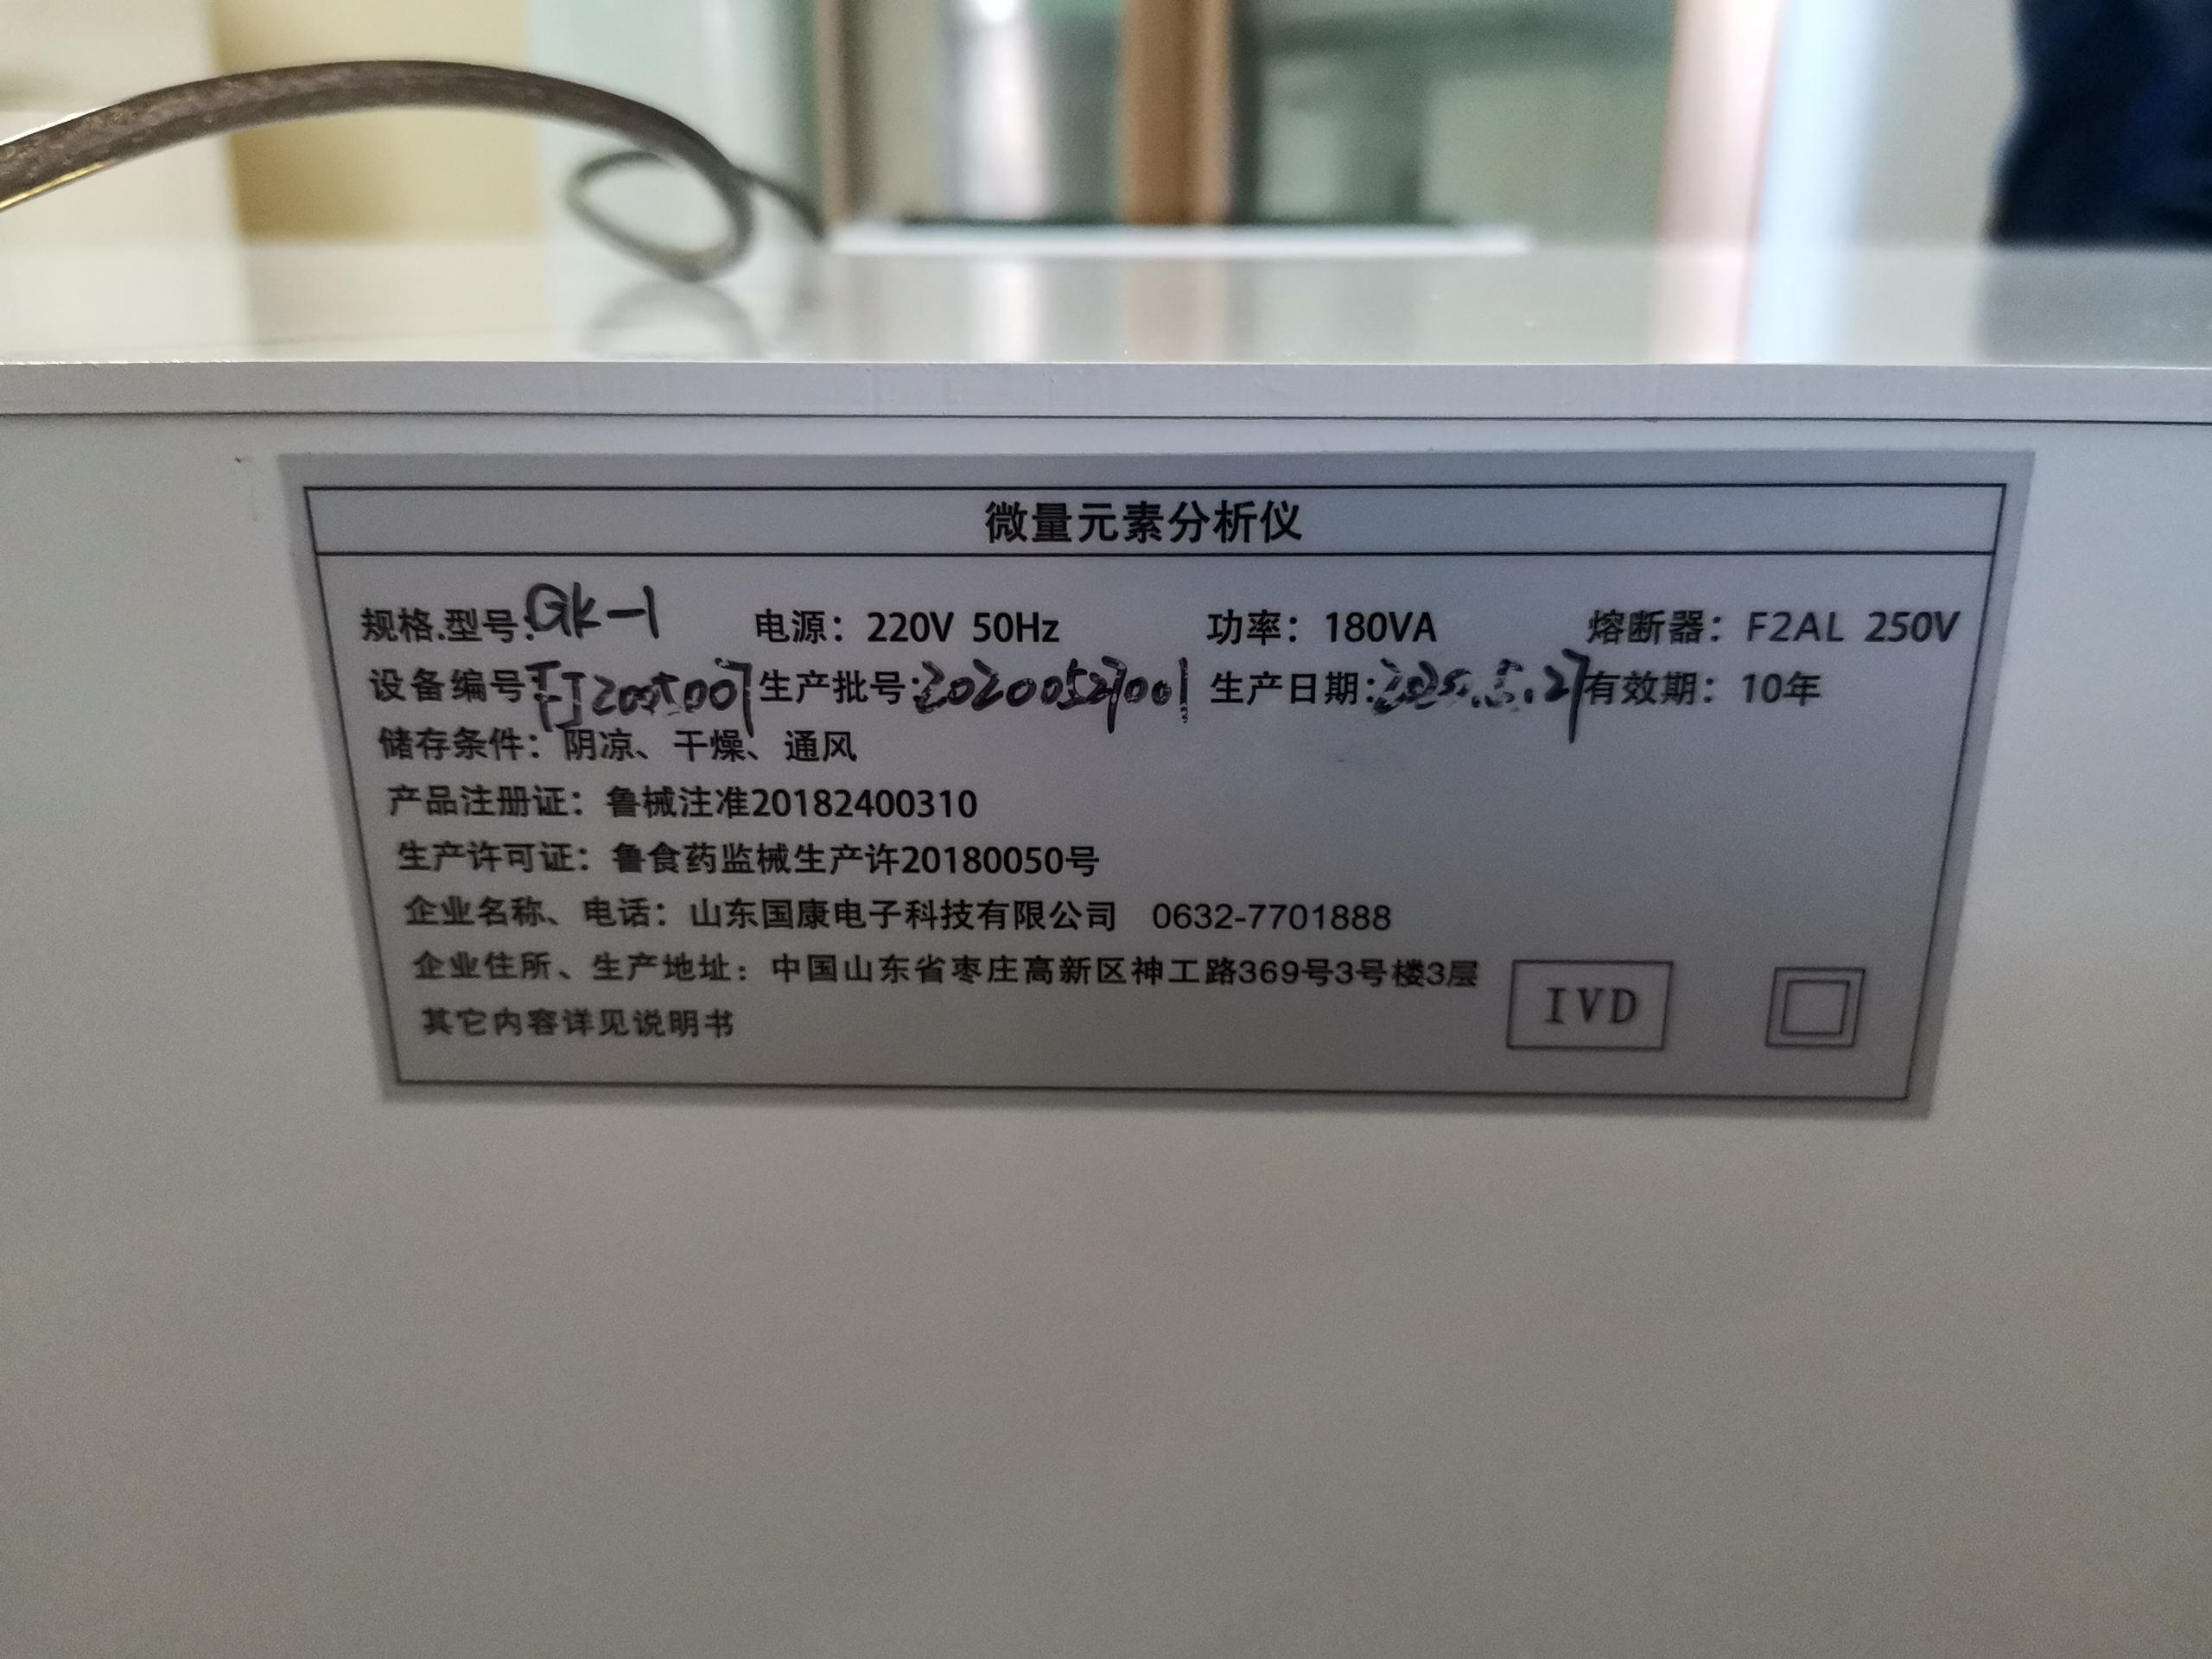 微量元素分析仪
规格.型号:GK-1 电源：220V 50Hz 功率：180VA 熔断器：F2AL 250V
设备编号 生产批号:20200527001 生产日期:2020.5.27 有效期：10年
储存条件：阴凉、干燥、通风
产品注册证：鲁械注准20182400310
生产许可证：鲁食药监械生产许20180050号
企业名称、电话：山东国康电子科技有限公司 0632-7701888
企业住所、生产地址：中国山东省枣庄高新区神工路369号3号楼3层
其它内容详见说明书
IVD